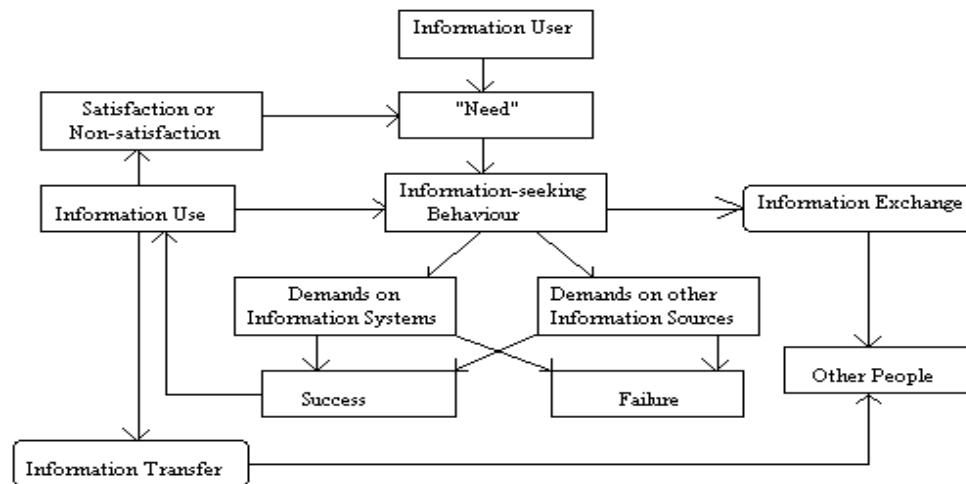 Information User
Satisfaction or
Non-satisfaction
"Need"
Information Use
Information-seeking
Behaviour
Information Exchange
Demands on
Information Systems
Demands on other
Information Sources
Success
Failure
Other People
Information Transfer